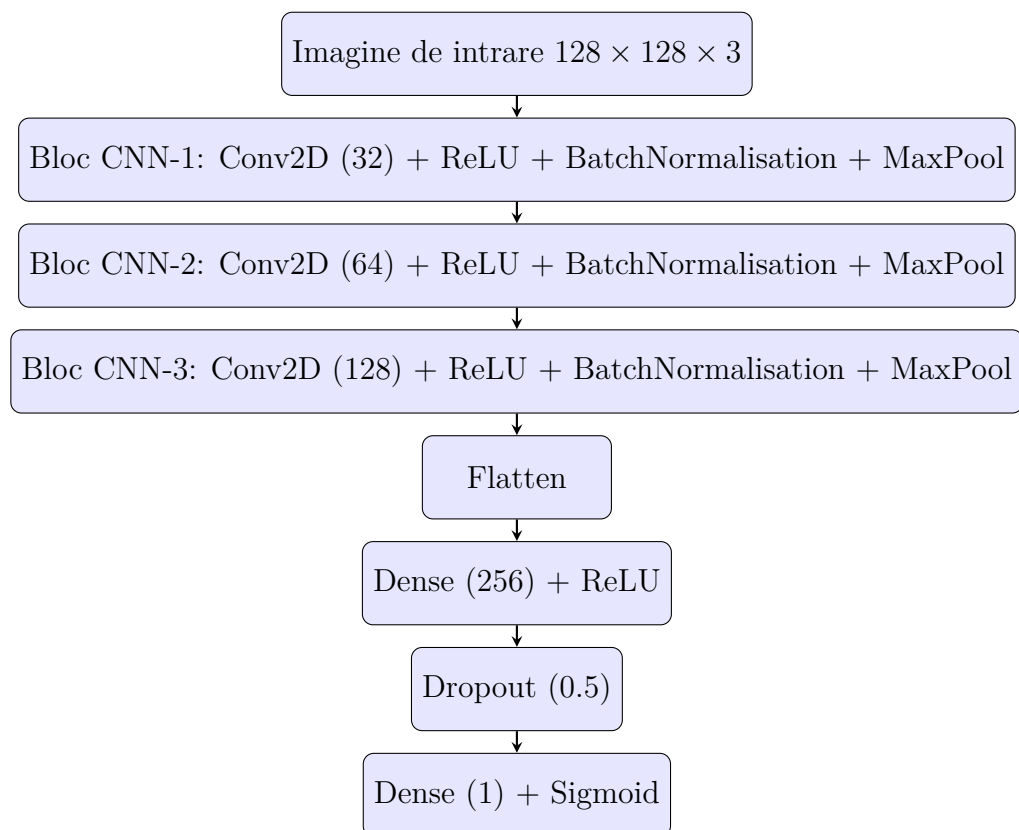 Imagine de intrare 128 × 128 × 3
Bloc CNN-1: Conv2D (32) + ReLU + BatchNormalisation + MaxPool
Bloc CNN-2: Conv2D (64) + ReLU + BatchNormalisation + MaxPool
Bloc CNN-3: Conv2D (128) + ReLU + BatchNormalisation + MaxPool
Flatten
Dense (256) + ReLU
Dropout (0.5)
Dense (1) + Sigmoid